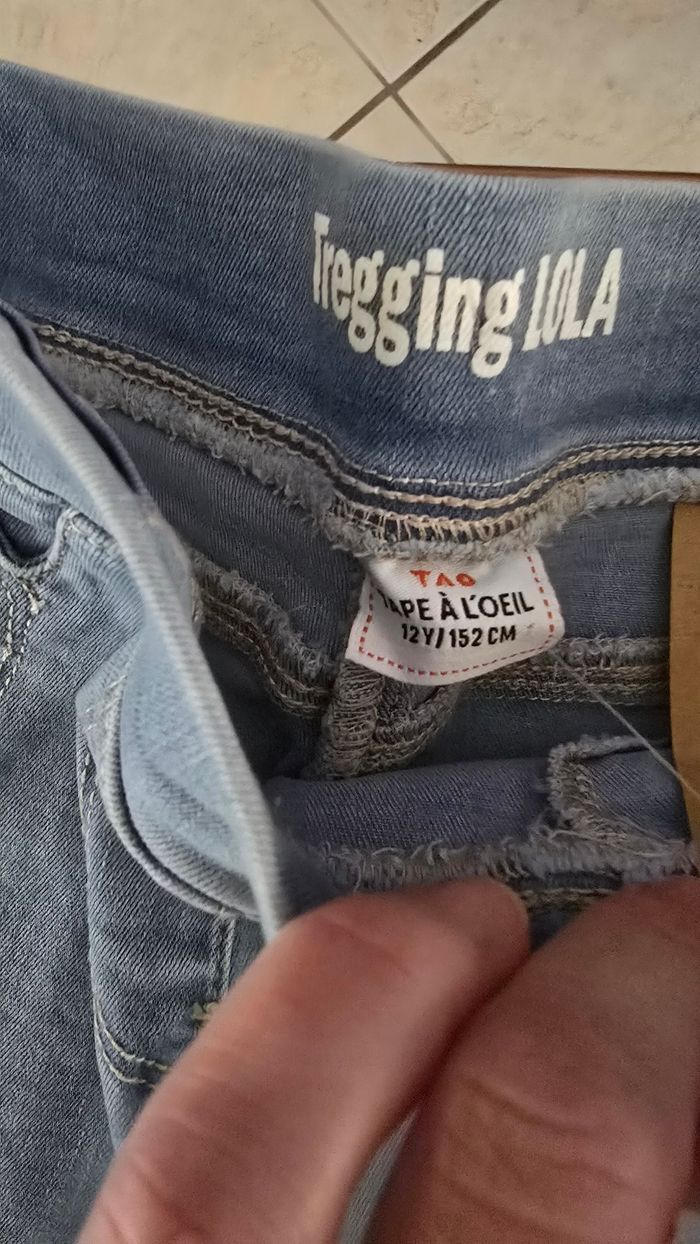 Tregging LOLA
TAO
TAPE À L'OEIL
12Y/152 CM